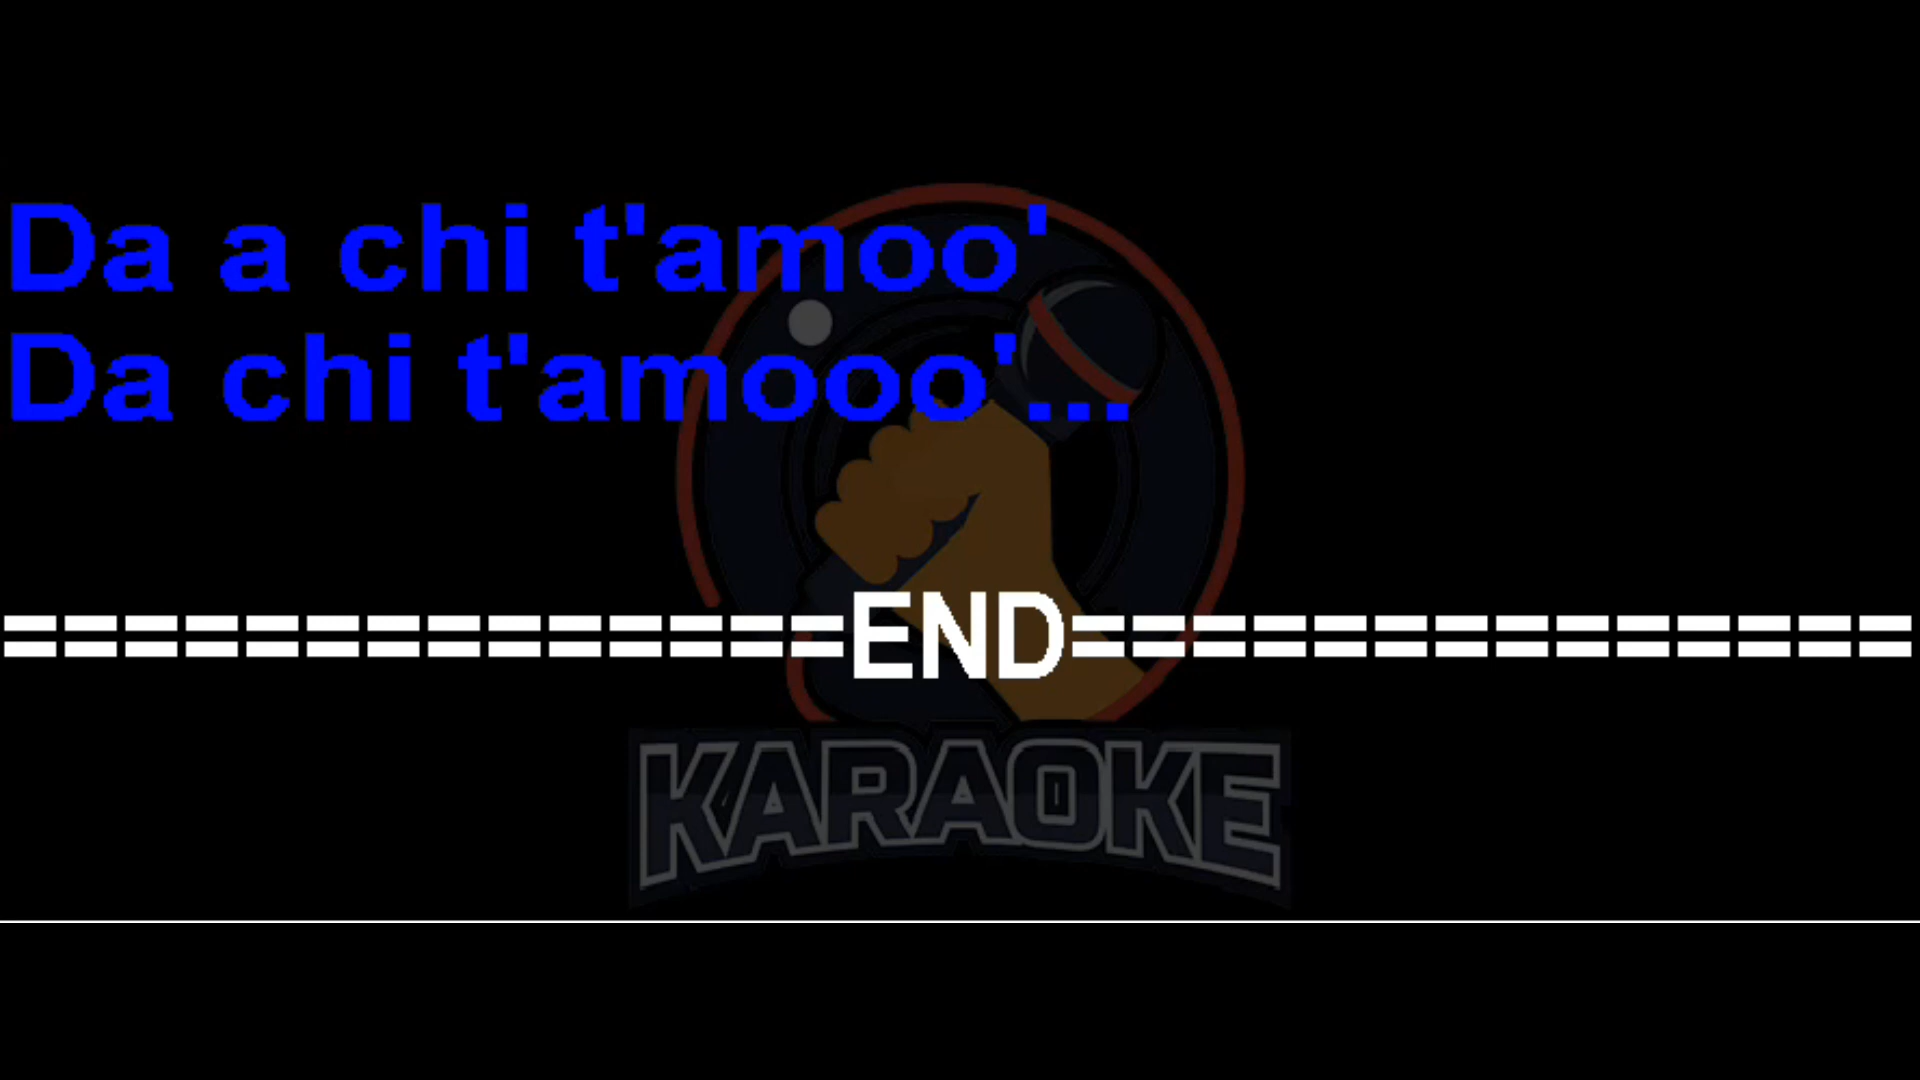 Da a chi t'amoo'
Da chi t'amooo'...
==============END==============
KARAOKE